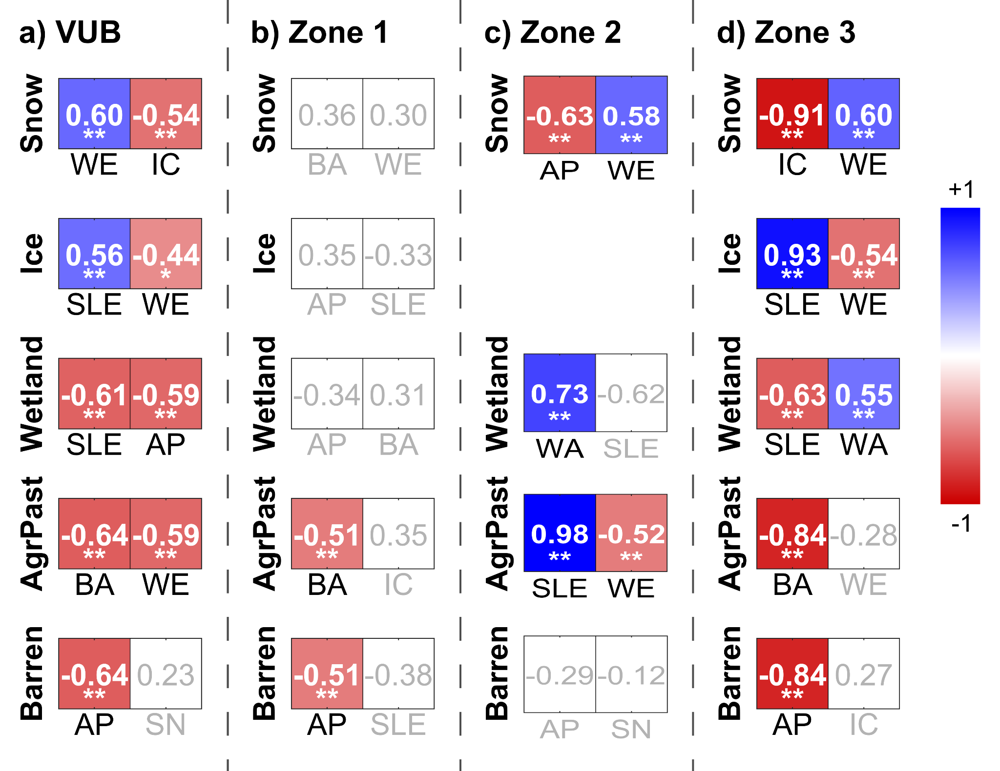 a) VUB
b) Zone 1
c) Zone 2
d) Zone 3
Snow
0.60 -0.54
** **
WE IC
Snow
0.36 0.30
BA WE
Snow
-0.63 0.58
** **
AP WE
Snow
-0.91 0.60
** **
IC WE
Ice
0.56 -0.44
** *
SLE WE
Ice
0.35 -0.33
AP SLE
Ice
0.93 -0.54
** **
SLE WE
Wetland
-0.61 -0.59
** **
SLE AP
Wetland
-0.34 0.31
AP BA
Wetland
0.73 -0.62
**
WA SLE
Wetland
-0.63 0.55
** **
SLE WA
AgrPast
-0.64 -0.59
** **
BA WE
AgrPast
-0.51 0.35
**
BA IC
AgrPast
0.98 -0.52
** **
SLE WE
AgrPast
-0.84 -0.28
**
BA WE
Barren
-0.64 0.23
**
AP SN
Barren
-0.51 -0.38
**
AP SLE
Barren
-0.29 -0.12
AP SN
Barren
-0.84 0.27
**
AP IC
+1
-1